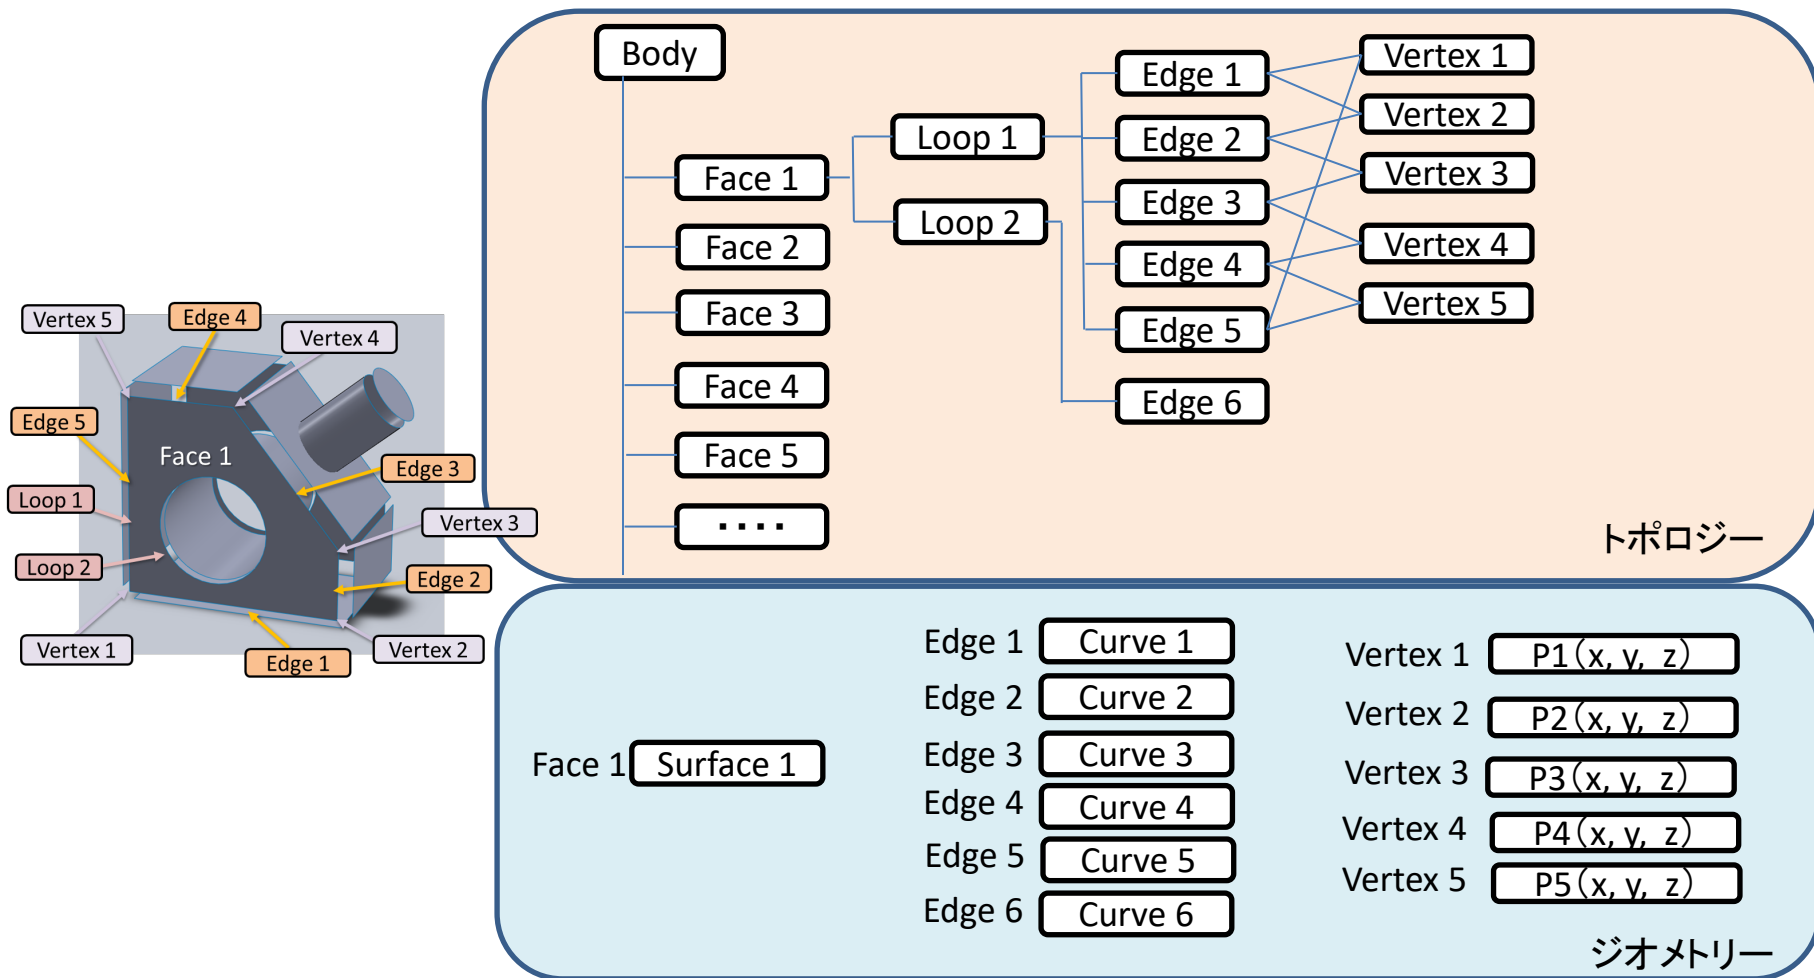 Body
Face 1
Face 2
Face 3
Face 4
Face 5
････
Loop 1
Loop 2
Edge 1
Edge 2
Edge 3
Edge 4
Edge 5
Edge 6
Vertex 1
Vertex 2
Vertex 3
Vertex 4
Vertex 5
トポロジー
Vertex 5
Edge 4
Vertex 4
Edge 5
Face 1
Edge 3
Loop 1
Vertex 3
Loop 2
Edge 2
Vertex 1
Edge 1
Vertex 2
Face 1 Surface 1
Edge 1 Curve 1
Edge 2 Curve 2
Edge 3 Curve 3
Edge 4 Curve 4
Edge 5 Curve 5
Edge 6 Curve 6
Vertex 1 P1(x, y, z)
Vertex 2 P2(x, y, z)
Vertex 3 P3(x, y, z)
Vertex 4 P4(x, y, z)
Vertex 5 P5(x, y, z)
ジオメトリー